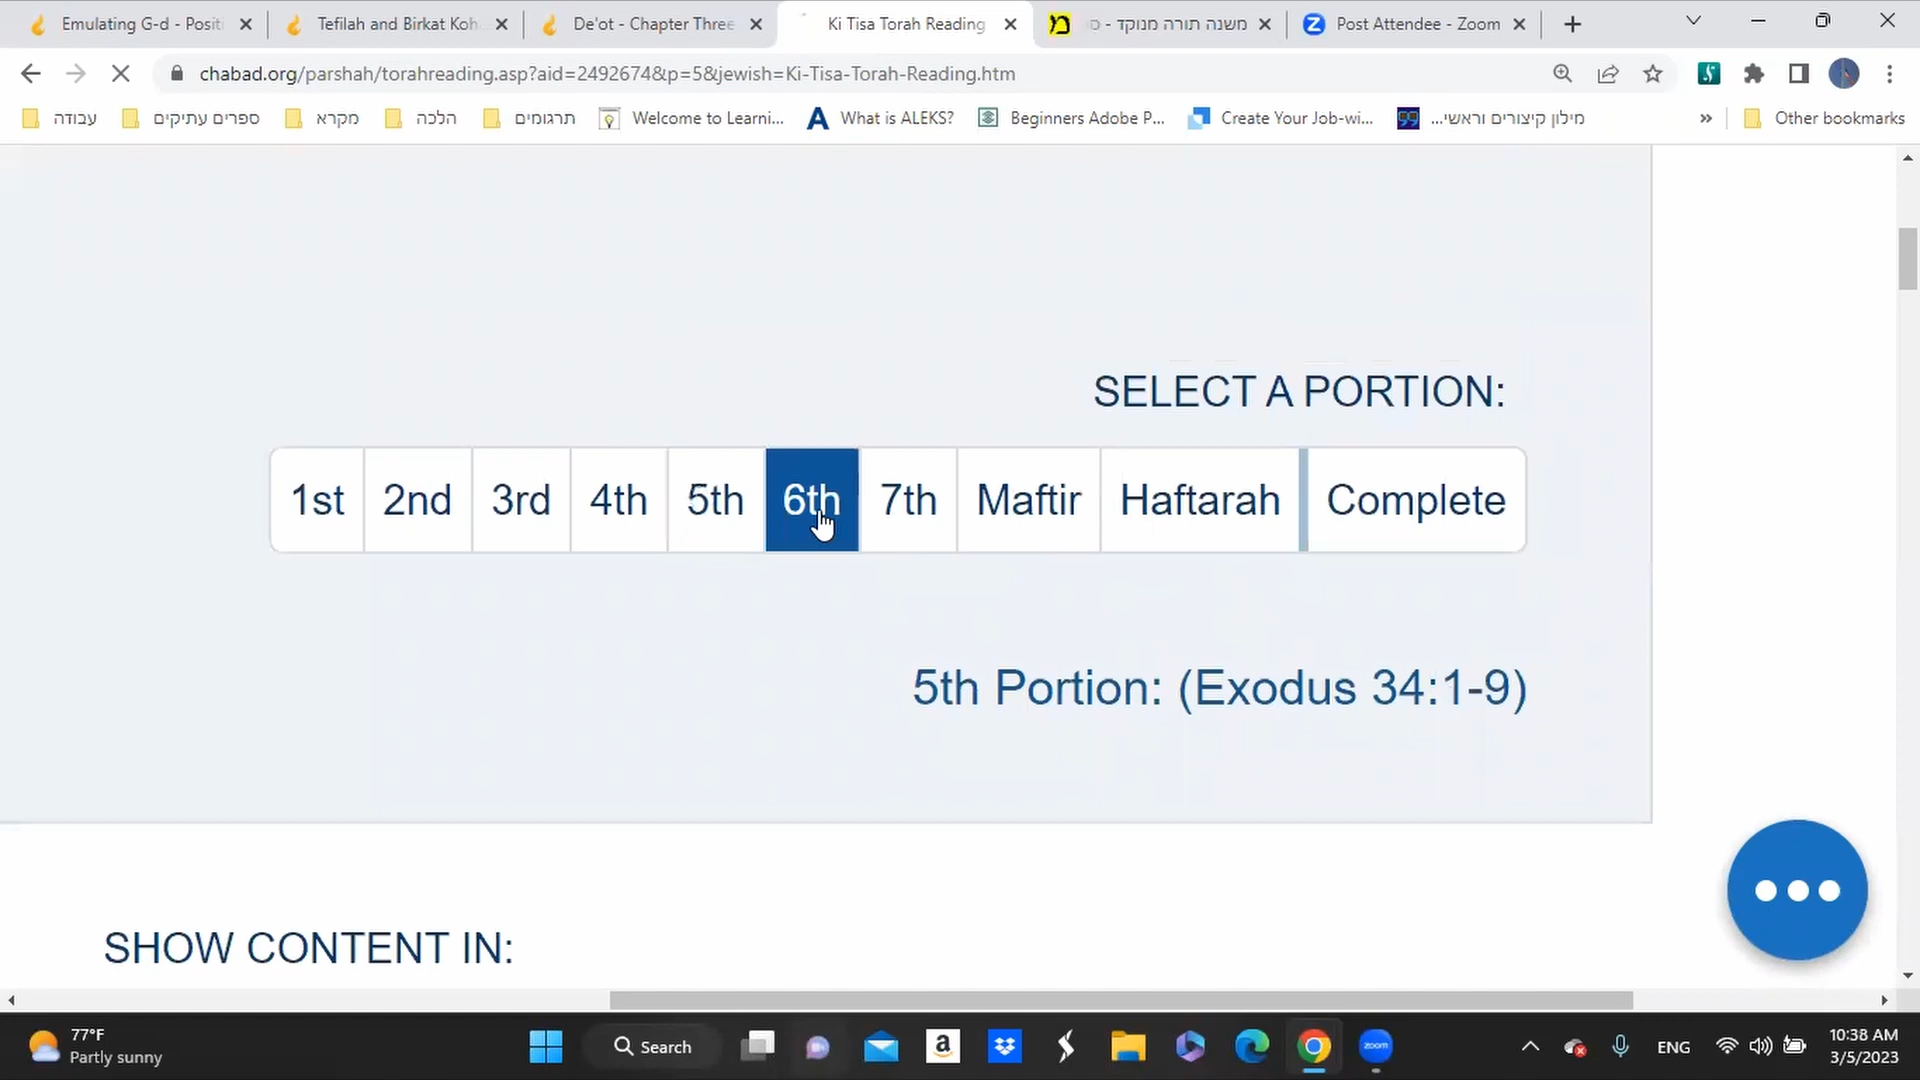 Emulating G-d - Posit
Tefilah and Birkat Koh
De'ot - Chapter Three
Ki Tisa Torah Reading
משנה תורה מנוקד - ס
Post Attendee - Zoom
chabad.org/parshah/torahreading.asp?aid=2492674&p=5&jewish=Ki-Tisa-Torah-Reading.htm
עבודה
ספרים עתיקים
מקרא
הלכה
תרגומים
Welcome to Learni...
What is ALEKS?
Beginners Adobe P...
Create Your Job-wi...
מילון קיצורים וראשי...
»
Other bookmarks
SELECT A PORTION:
1st 2nd 3rd 4th 5th 6th 7th Maftir Haftarah Complete
5th Portion: (Exodus 34:1-9)
SHOW CONTENT IN:
77°F
Partly sunny
Search
zoom
ENG
10:38 AM
3/5/2023